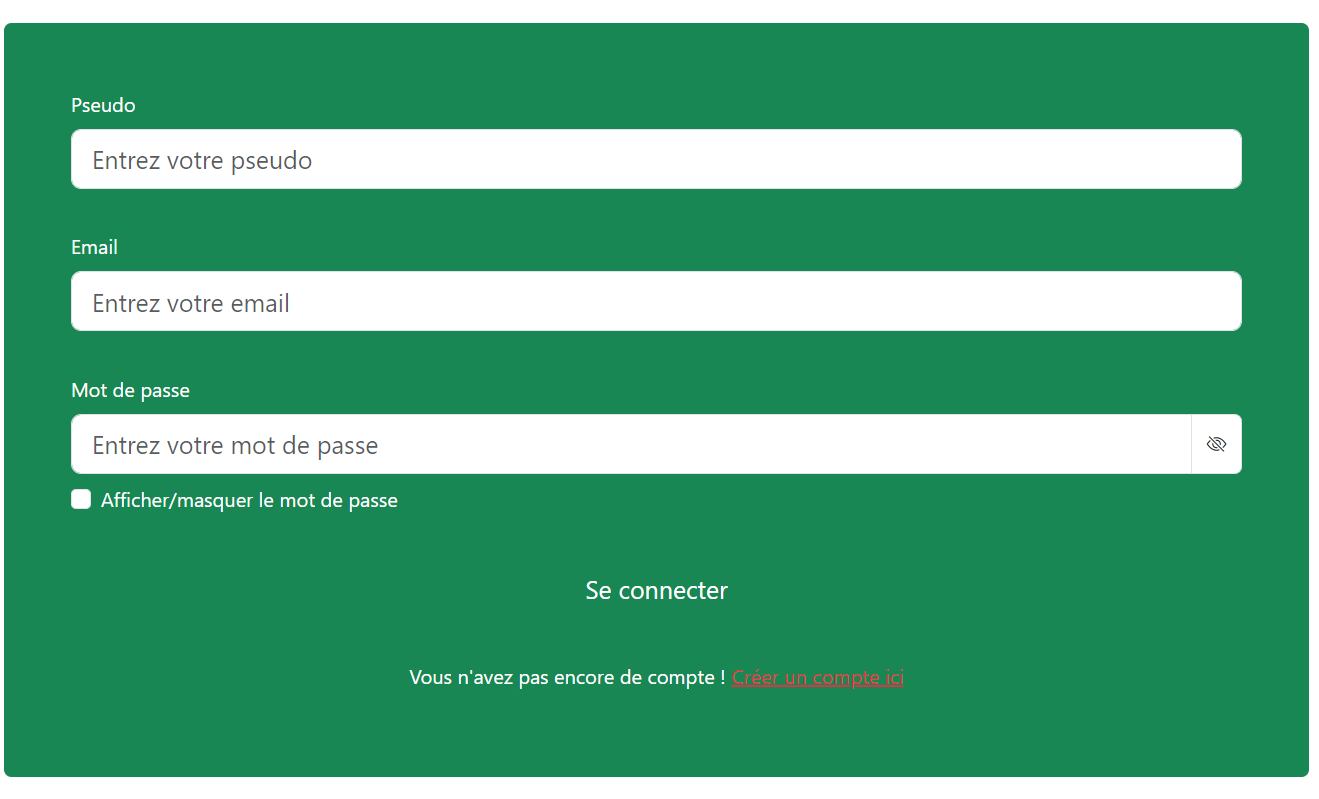 Pseudo
Entrez votre pseudo
Email
Entrez votre email
Mot de passe
Entrez votre mot de passe
Afficher/masquer le mot de passe
Se connecter
Vous n'avez pas encore de compte ! Créer un compte ici